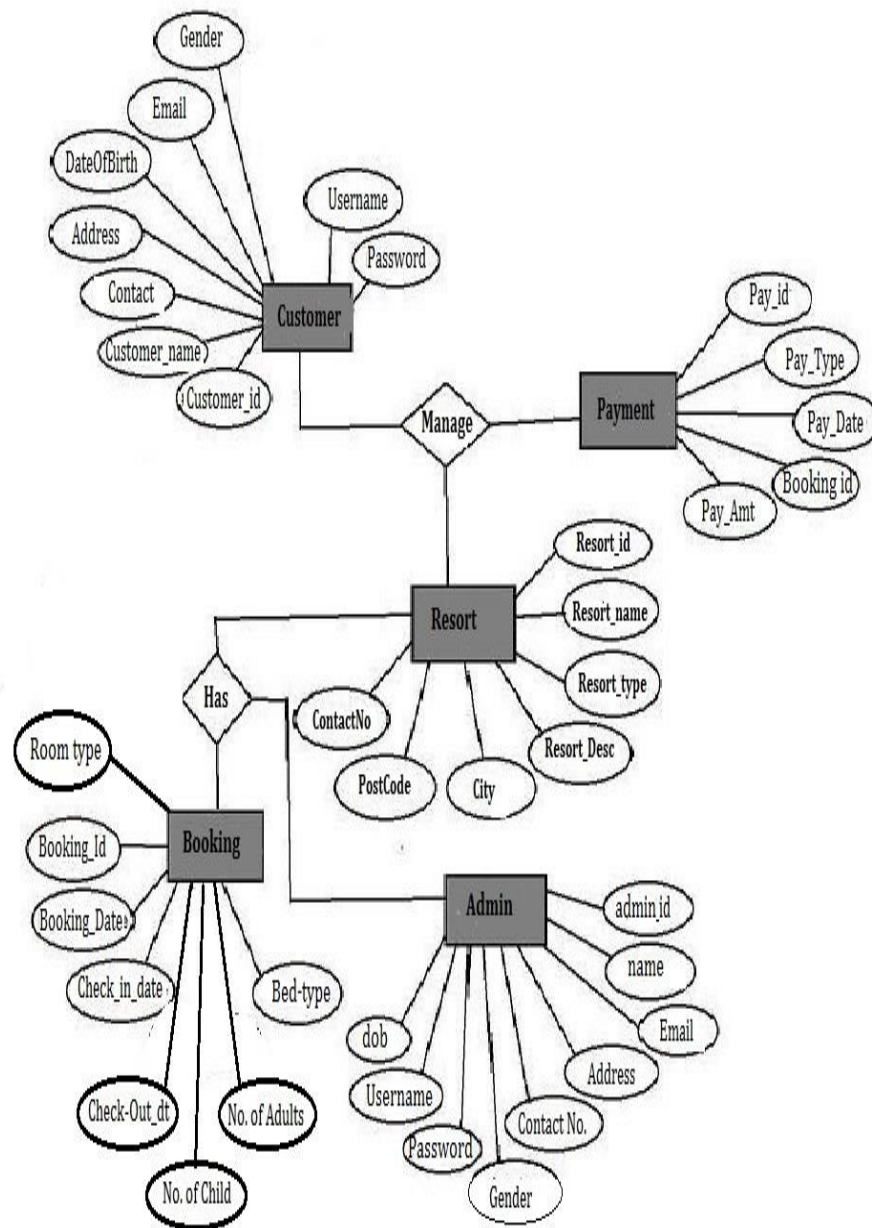 Gender
Email
DateOfBirth
Address
Contact
Customer_name
Customer_id
Username
Password
Customer
Manage
Payment
Pay_id
Pay_Type
Pay_Date
Booking id
Pay_Amt
Resort
Resort_id
Resort_name
Resort_type
Resort_Desc
City
PostCode
ContactNo
Has
Room type
Booking
Booking_Id
Booking_Date
Check_in_date
Check-Out_dt
No. of Child
No. of Adults
Bed-type
Admin
admin_id
name
Email
Address
Contact No.
Gender
Password
Username
dob